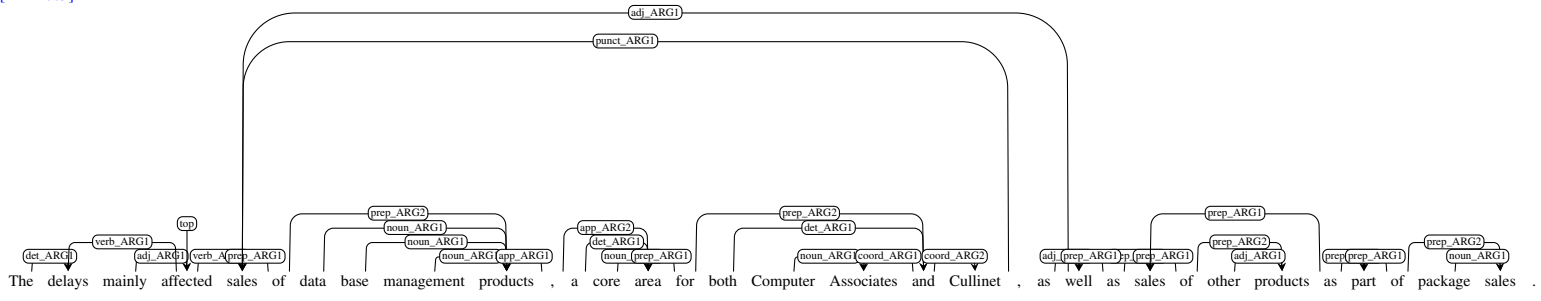 adj_ARG1
punct_ARG1
prep_ARG2 prep_ARG2 prep_ARG1
top noun_ARG1 app_ARG2 det_ARG1
verb_ARG1 noun_ARG1 det_ARG1 prep_ARG2 prep_ARG2
det_ARG1 adj_ARG1 prep_ARG1 app_ARG1 prep_ARG1 coord_ARG1 coord_ARG2 prep_ARG1 prep_ARG1 adj_ARG1 prep_ARG1 noun_ARG1
The delays mainly affected sales of data base management products , a core area for both Computer Associates and Cullinet , as well as sales of other products as part of package sales .